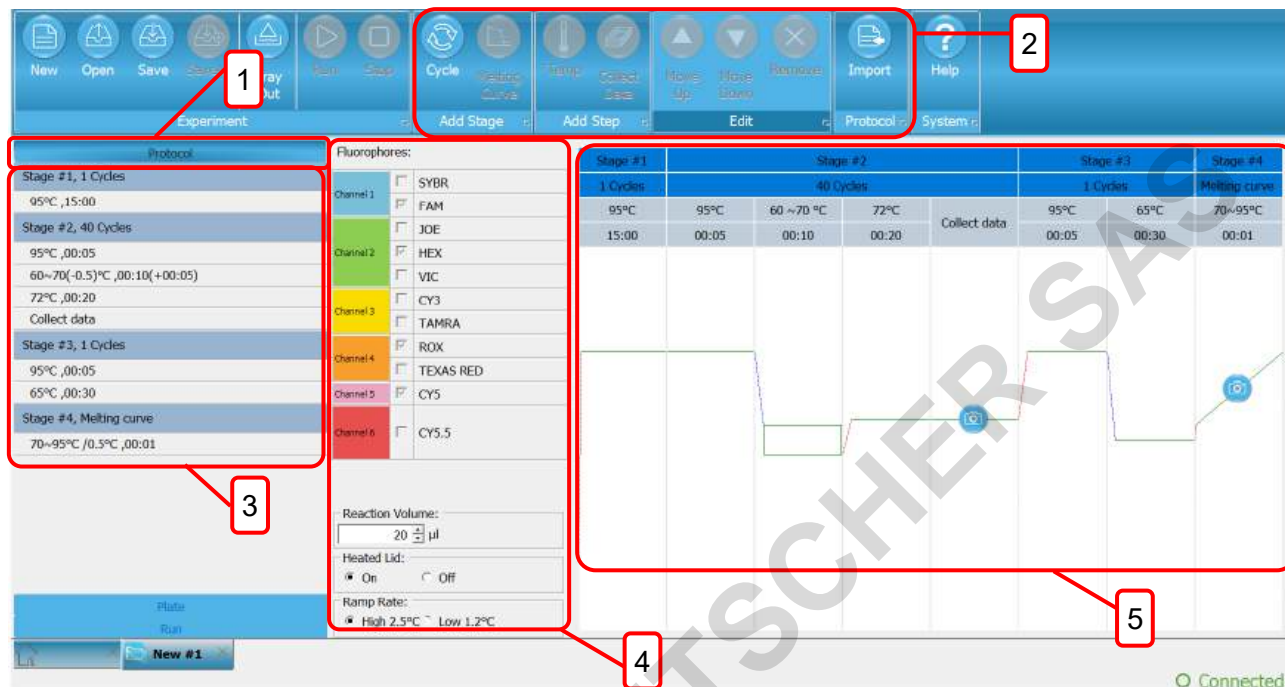 New Open Save Tray Out Run Stop Cycle Melting Curve Temp Collect Data Move Up Move Down Remove Import Help
Experiment Add Stage Add Step Edit Protocol System
1
2
Protocol
Stage #1, 1 Cycles
95°C ,15:00
Stage #2, 40 Cycles
95°C ,00:05
60~70(-0.5)°C ,00:10(+00:05)
72°C ,00:20
Collect data
Stage #3, 1 Cycles
95°C ,00:05
65°C ,00:30
Stage #4, Melting curve
70~95°C /0.5°C ,00:01
3
Plate
Run
Fluorophores:
Channel 1 SYBR
FAM
JOE
Channel 2 HEX
VIC
Channel 3 CY3
TAMRA
Channel 4 ROX
TEXAS RED
Channel 5 CY5
Channel 6 CY5.5
Reaction Volume:
20 µl
Heated Lid:
On Off
Ramp Rate:
High 2.5°C Low 1.2°C
4
Stage #1 Stage #2 Stage #3 Stage #4
1 Cycles 40 Cycles 1 Cycles Melting curve
95°C 95°C 60 ~70 °C 72°C Collect data 95°C 65°C 70~95°C
15:00 00:05 00:10 00:20 00:05 00:30 00:01
5
New #1
Connected
TSCHER SAS